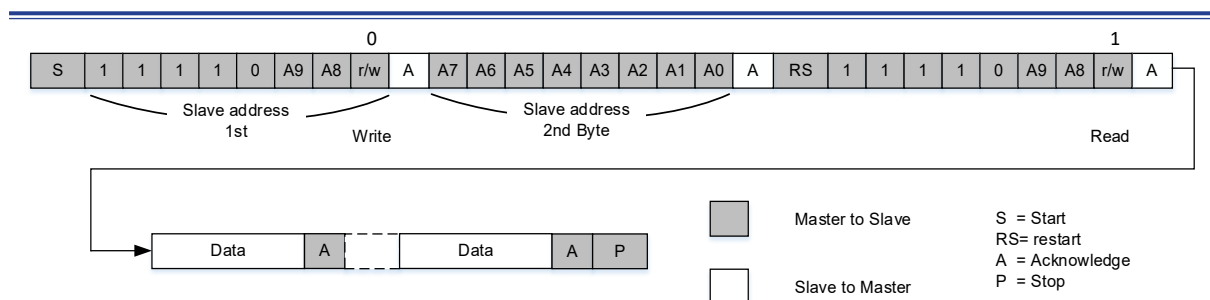 0 1
S 1 1 1 1 0 A9 A8 r/w A A7 A6 A5 A4 A3 A2 A1 A0 A RS 1 1 1 1 0 A9 A8 r/w A
Slave address
1st
Write
Slave address
2nd Byte
Read
Data A Data A P
Master to Slave
Slave to Master
S = Start
RS= restart
A = Acknowledge
P = Stop